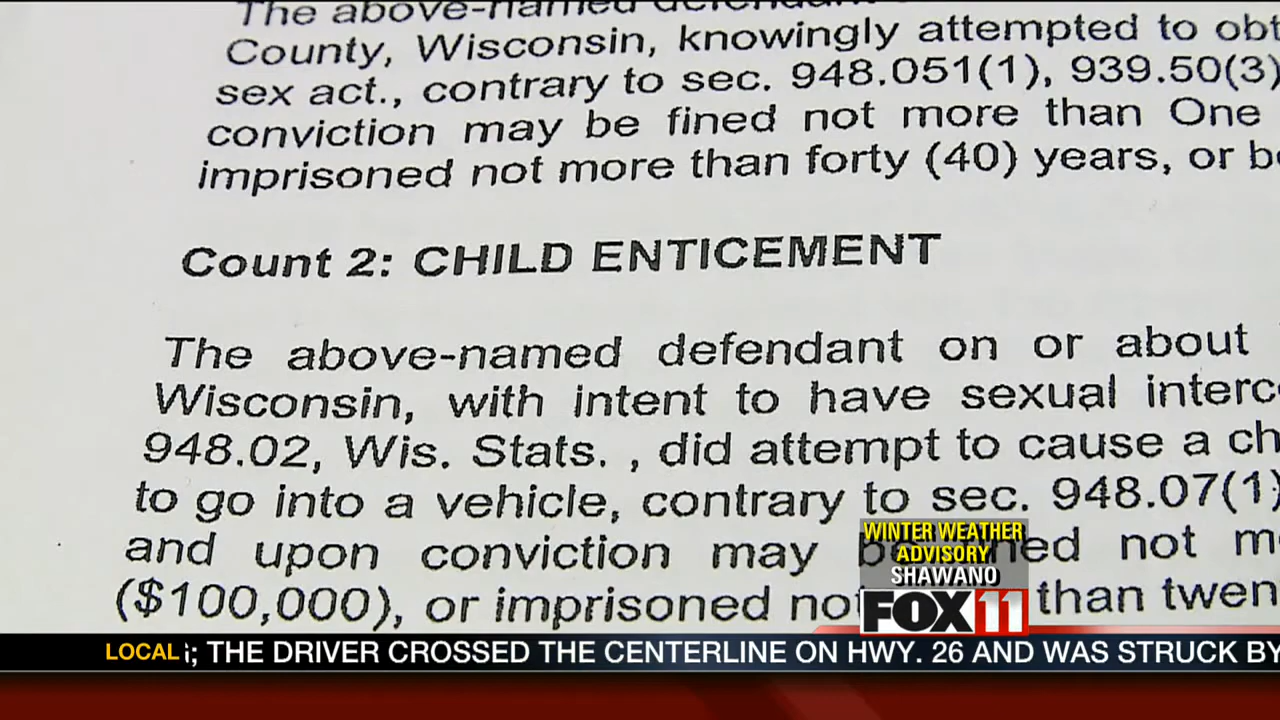 The above-named defendant
County, Wisconsin, knowingly attempted to obt
sex act., contrary to sec. 948.051(1), 939.50(3)
conviction may be fined not more than One
imprisoned not more than forty (40) years, or be
Count 2: CHILD ENTICEMENT
The above-named defendant on or about
Wisconsin, with intent to have sexual interco
948.02, Wis. Stats. , did attempt to cause a ch
to go into a vehicle, contrary to sec. 948.07(1)
and upon conviction may be fined not m
($100,000), or imprisoned not than twen
WINTER WEATHER
ADVISORY
SHAWANO
FOX 11
LOCAL ; THE DRIVER CROSSED THE CENTERLINE ON HWY. 26 AND WAS STRUCK BY